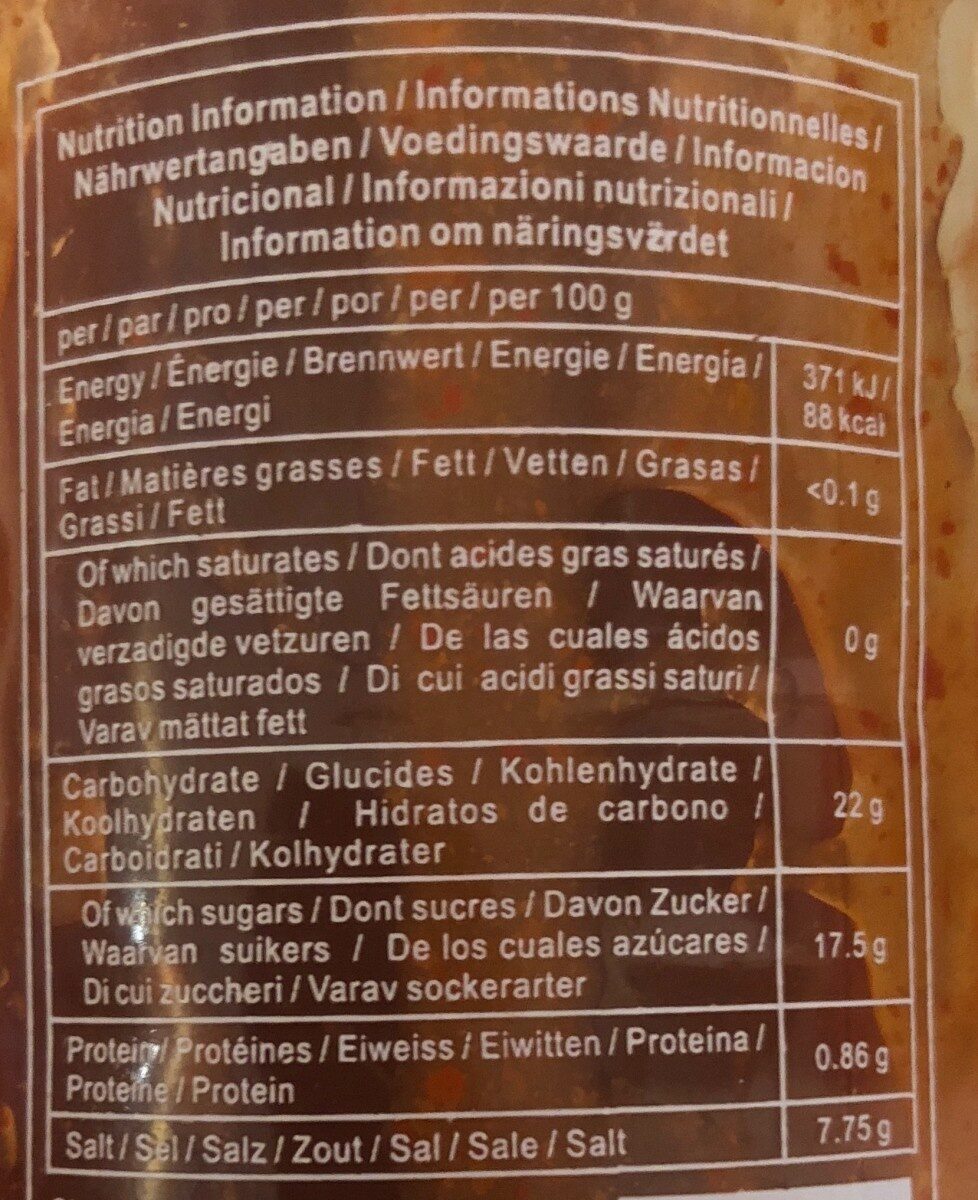 Nutrition Information / Informations Nutritionnelles /
Nährwertangaben / Voedingswaarde / Informacion
Nutricional / Informazioni nutrizionali /
Information om näringsvärdet
per / par / pro / per / por / per / per 100 g
Energy / Énergie / Brennwert / Energie / Energia / 371 kJ /
Energia / Energi 88 kcal
Fat / Matières grasses / Fett / Vetten / Grasas / <0.1 g
Grassi / Fett
Of which saturates / Dont acides gras saturés /
Davon gesättigte Fettsäuren / Waarvan
verzadigde vetzuren / De las cuales ácidos 0 g
grasos saturados / Di cui acidi grassi saturi /
Varav mättat fett
Carbohydrate / Glucides / Kohlenhydrate /
Koolhydraten / Hidratos de carbono / 22 g
Carboidrati / Kolhydrater
Of which sugars / Dont sucres / Davon Zucker /
Waarvan suikers / De los cuales azúcares / 17.5 g
Di cui zuccheri / Varav sockerarter
Protein / Protéines / Eiweiss / Eiwitten / Proteína / 0.86 g
Proteine / Protein
Salt / Sel / Salz / Zout / Sal / Sale / Salt 7.75 g